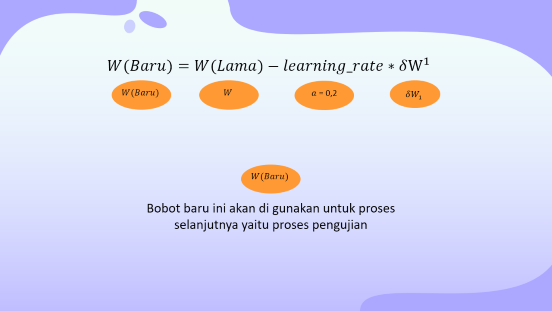 W(Baru) = W(Lama) − learning_rate ∗ δW¹
W(Baru) W α = 0,2 δW₁
W(Baru)
Bobot baru ini akan di gunakan untuk proses
selanjutnya yaitu proses pengujian